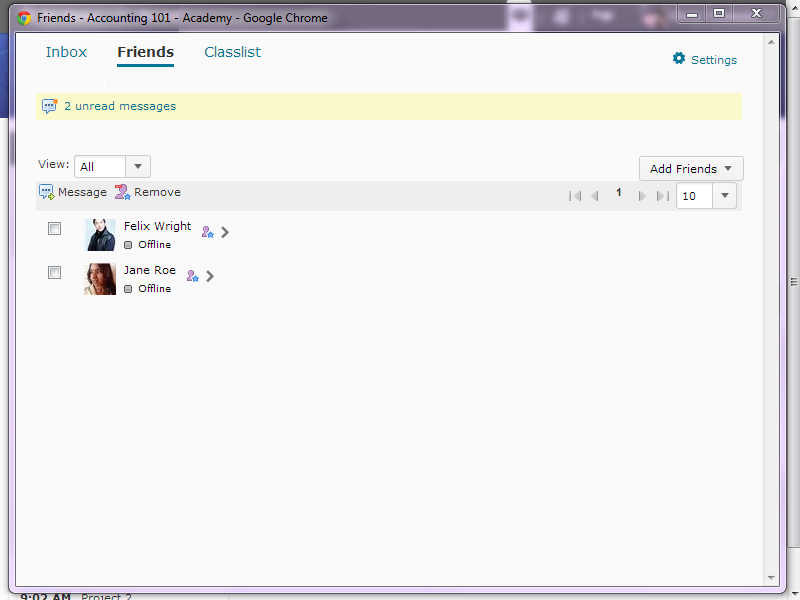 Friends - Accounting 101 - Academy - Google Chrome
Inbox Friends Classlist
Settings
2 unread messages
View: All
Add Friends
Message Remove
1 10
Felix Wright
Offline
Jane Roe
Offline
9:02 AM Project 2